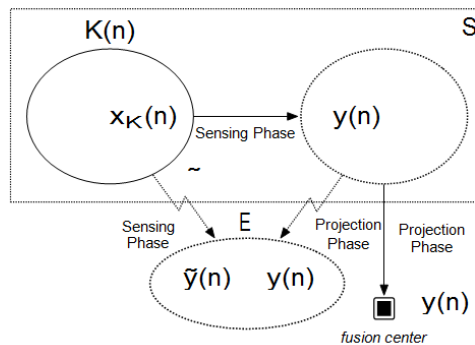 K(n)
S
x_K(n)
y(n)
Sensing Phase
~
Sensing
Phase
E
Projection
Phase
Projection
Phase
ỹ(n)
y(n)
y(n)
fusion center